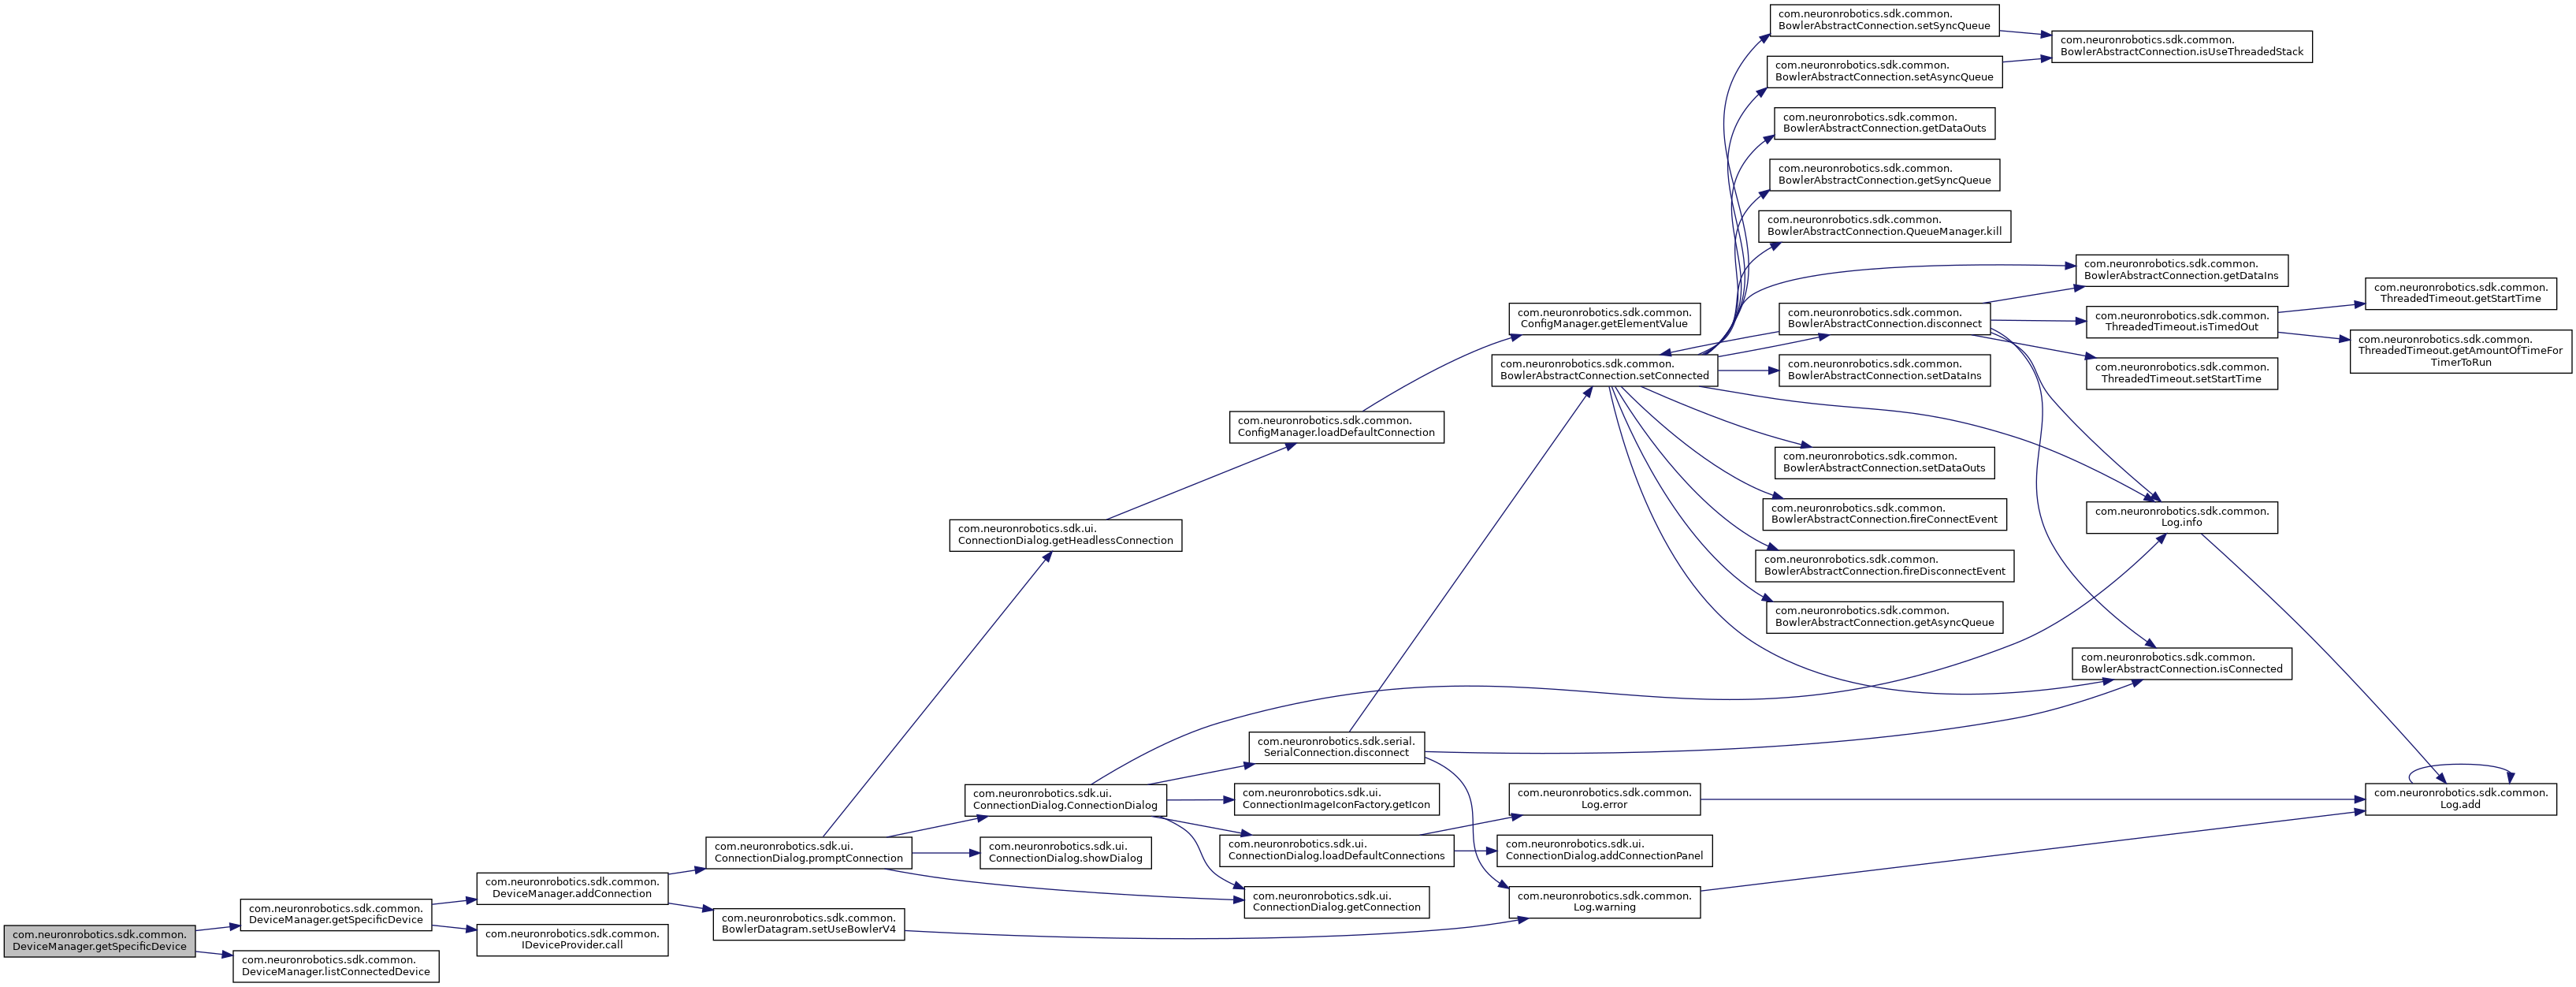 com.neuronrobotics.sdk.common.
DeviceManager.getSpecificDevice
com.neuronrobotics.sdk.common.
DeviceManager.getSpecificDevice
com.neuronrobotics.sdk.common.
DeviceManager.listConnectedDevice
com.neuronrobotics.sdk.common.
DeviceManager.addConnection
com.neuronrobotics.sdk.common.
IDeviceProvider.call
com.neuronrobotics.sdk.ui.
ConnectionDialog.promptConnection
com.neuronrobotics.sdk.common.
BowlerDatagram.setUseBowlerV4
com.neuronrobotics.sdk.ui.
ConnectionDialog.getHeadlessConnection
com.neuronrobotics.sdk.ui.
ConnectionDialog.ConnectionDialog
com.neuronrobotics.sdk.ui.
ConnectionDialog.showDialog
com.neuronrobotics.sdk.common.
ConfigManager.loadDefaultConnection
com.neuronrobotics.sdk.serial.
SerialConnection.disconnect
com.neuronrobotics.sdk.ui.
ConnectionImageIconFactory.getIcon
com.neuronrobotics.sdk.ui.
ConnectionDialog.loadDefaultConnections
com.neuronrobotics.sdk.ui.
ConnectionDialog.getConnection
com.neuronrobotics.sdk.common.
ConfigManager.getElementValue
com.neuronrobotics.sdk.common.
BowlerAbstractConnection.setConnected
com.neuronrobotics.sdk.common.
Log.error
com.neuronrobotics.sdk.ui.
ConnectionDialog.addConnectionPanel
com.neuronrobotics.sdk.common.
Log.warning
com.neuronrobotics.sdk.common.
BowlerAbstractConnection.setSyncQueue
com.neuronrobotics.sdk.common.
BowlerAbstractConnection.setAsyncQueue
com.neuronrobotics.sdk.common.
BowlerAbstractConnection.getDataOuts
com.neuronrobotics.sdk.common.
BowlerAbstractConnection.getSyncQueue
com.neuronrobotics.sdk.common.
BowlerAbstractConnection.QueueManager.kill
com.neuronrobotics.sdk.common.
BowlerAbstractConnection.disconnect
com.neuronrobotics.sdk.common.
BowlerAbstractConnection.setDataIns
com.neuronrobotics.sdk.common.
BowlerAbstractConnection.setDataOuts
com.neuronrobotics.sdk.common.
BowlerAbstractConnection.fireConnectEvent
com.neuronrobotics.sdk.common.
BowlerAbstractConnection.fireDisconnectEvent
com.neuronrobotics.sdk.common.
BowlerAbstractConnection.getAsyncQueue
com.neuronrobotics.sdk.common.
BowlerAbstractConnection.isUseThreadedStack
com.neuronrobotics.sdk.common.
BowlerAbstractConnection.getDataIns
com.neuronrobotics.sdk.common.
ThreadedTimeout.isTimedOut
com.neuronrobotics.sdk.common.
ThreadedTimeout.setStartTime
com.neuronrobotics.sdk.common.
Log.info
com.neuronrobotics.sdk.common.
BowlerAbstractConnection.isConnected
com.neuronrobotics.sdk.common.
ThreadedTimeout.getStartTime
com.neuronrobotics.sdk.common.
ThreadedTimeout.getAmountOfTimeFor
TimerToRun
com.neuronrobotics.sdk.common.
Log.add